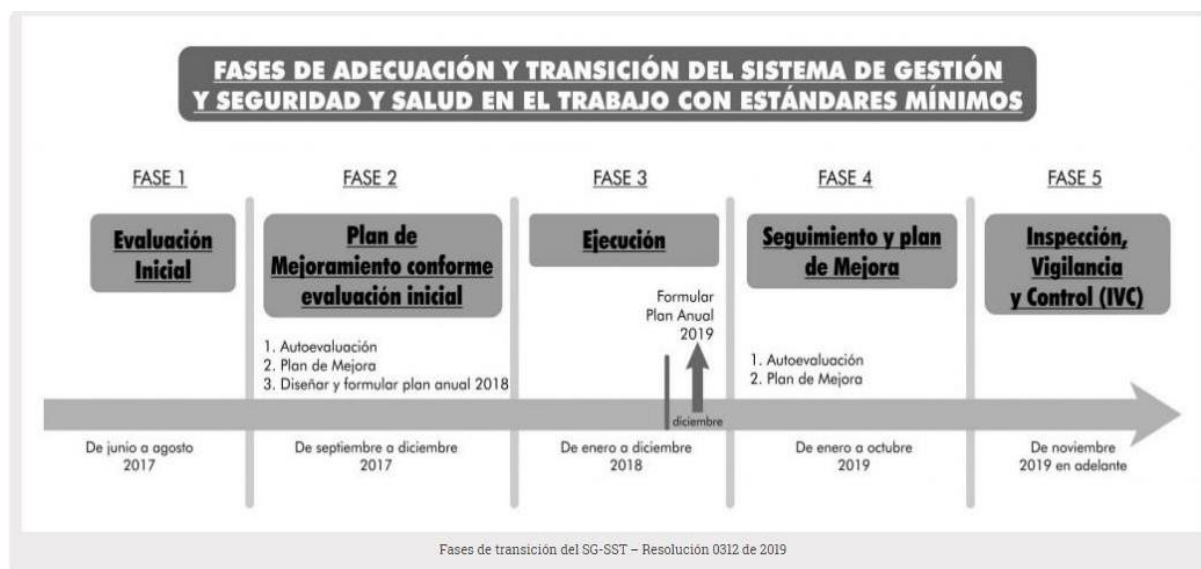 FASES DE ADECUACIÓN Y TRANSICIÓN DEL SISTEMA DE GESTIÓN
Y SEGURIDAD Y SALUD EN EL TRABAJO CON ESTÁNDARES MÍNIMOS
FASE 1
Evaluación
Inicial
De junio a agosto
2017
FASE 2
Plan de
Mejoramiento conforme
evaluación inicial
1. Autoevaluación
2. Plan de Mejora
3. Diseñar y formular plan anual 2018
De septiembre a diciembre
2017
FASE 3
Ejecución
Formular
Plan Anual
2019
diciembre
De enero a diciembre
2018
FASE 4
Seguimiento y plan
de Mejora
1. Autoevaluación
2. Plan de Mejora
De enero a octubre
2019
FASE 5
Inspección,
Vigilancia
y Control (IVC)
De noviembre
2019 en adelante
Fases de transición del SG-SST – Resolución 0312 de 2019